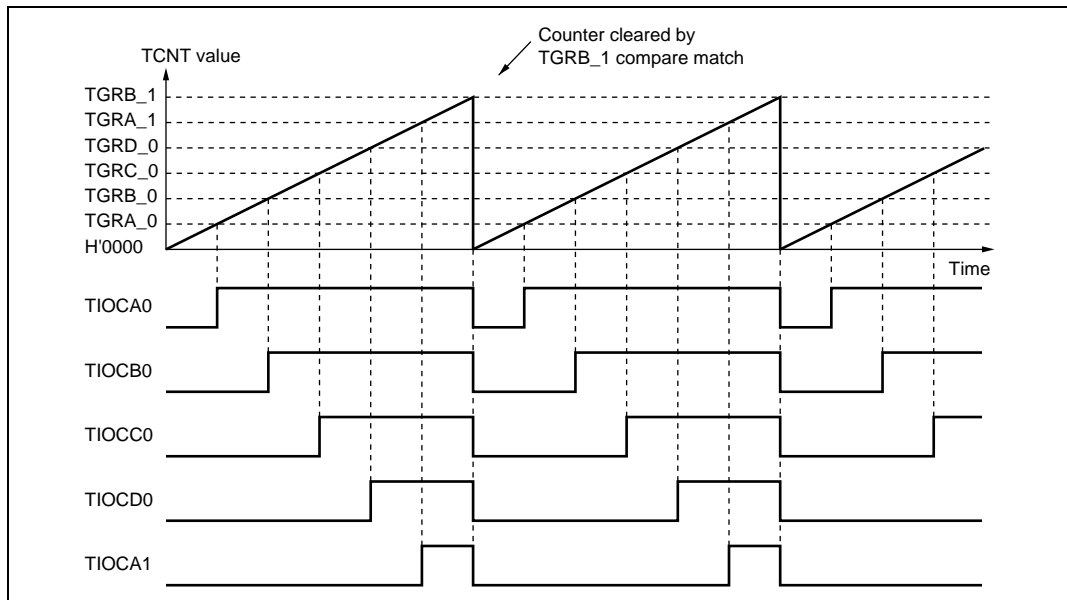 Counter cleared by
TGRB_1 compare match
TCNT value
TGRB_1
TGRA_1
TGRD_0
TGRC_0
TGRB_0
TGRA_0
H'0000
Time
TIOCA0
TIOCB0
TIOCC0
TIOCD0
TIOCA1